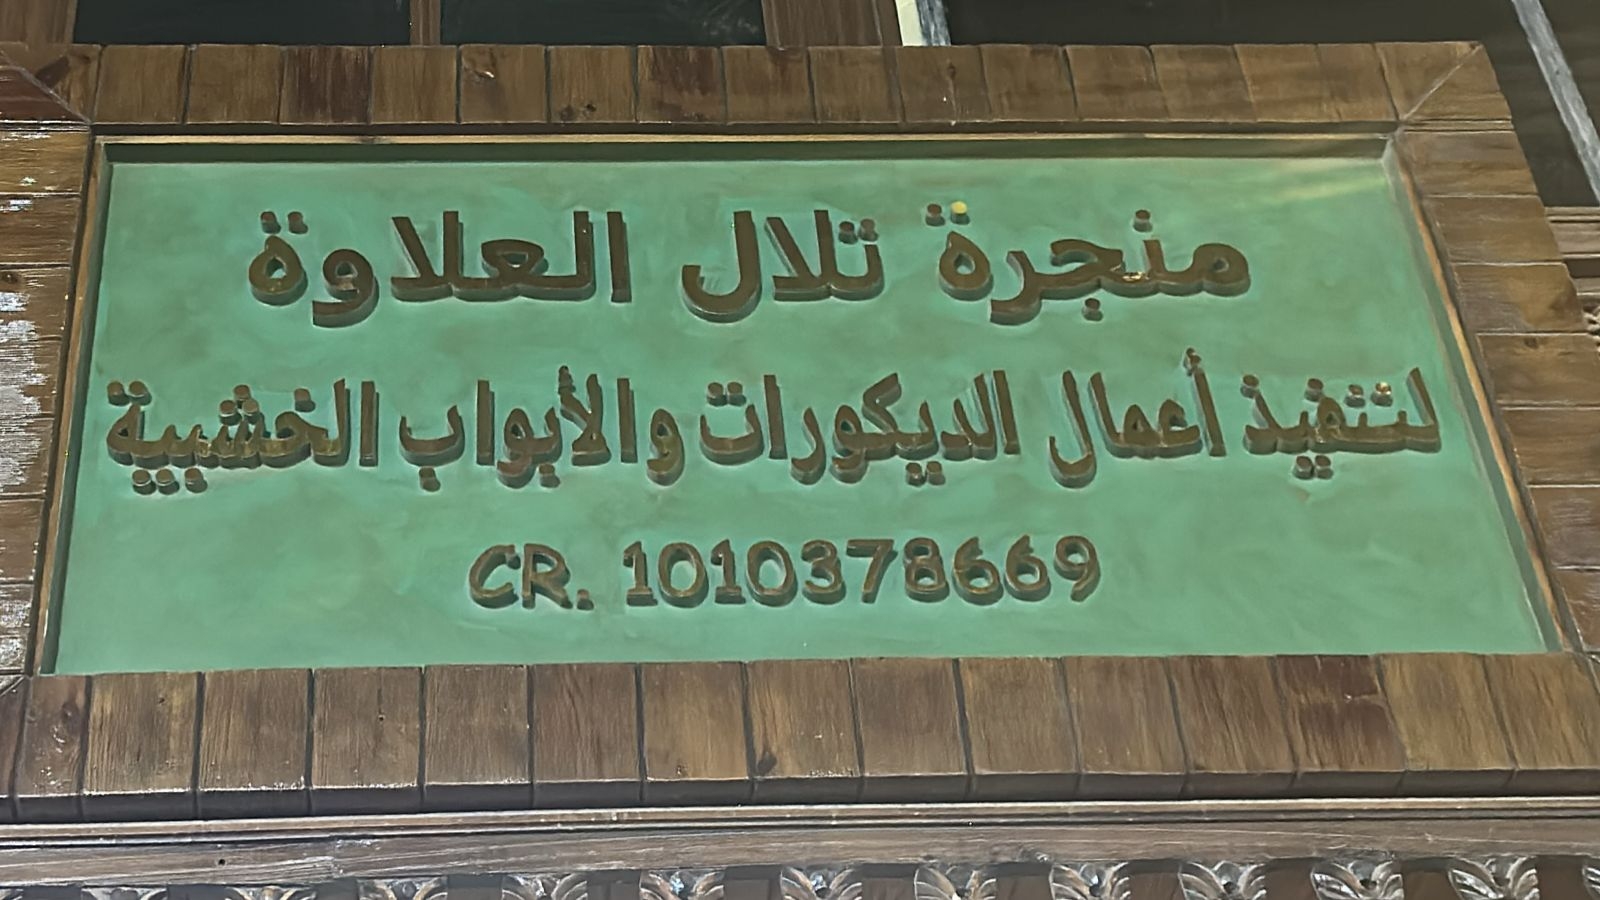 منجرة تلال العلاوة
لتنفيذ أعمال الديكورات والأبواب الخشبية
CR. 1010378669